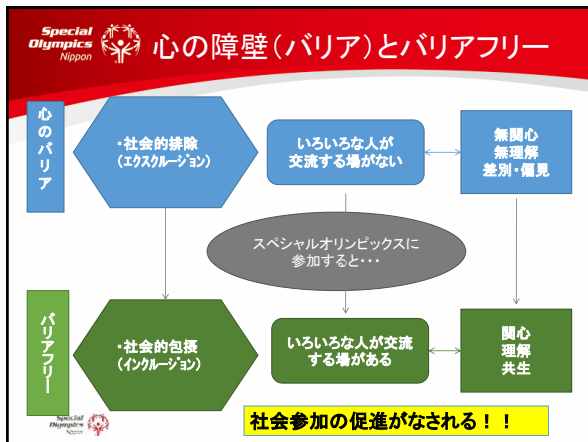 Special
Olympics
Nippon
心の障壁（バリア）とバリアフリー
心のバリア
・社会的排除
（エクスクルージョン）
いろいろな人が
交流する場がない
無関心
無理解
差別・偏見
スペシャルオリンピックスに
参加すると・・・
バリアフリー
・社会的包摂
（インクルージョン）
いろいろな人が交流
する場がある
関心
理解
共生
Special
Olympics
Nippon
社会参加の促進がなされる！！